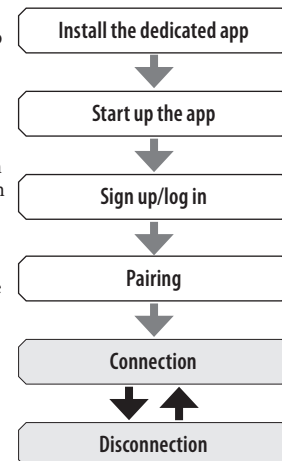 Install the dedicated app
Start up the app
Sign up/log in
Pairing
Connection
Disconnection